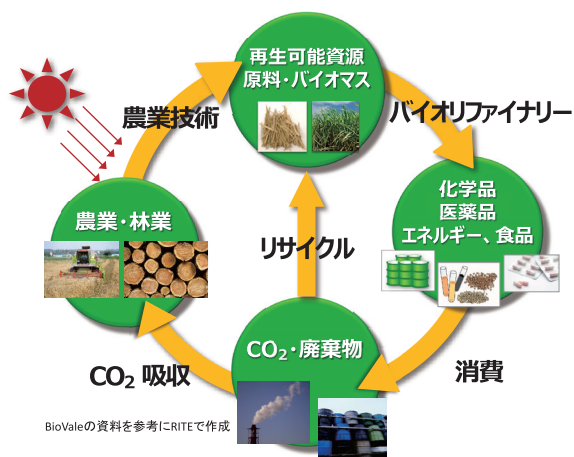 再生可能資源
原料・バイオマス
農業技術
バイオリファイナリー
農業・林業
化学品
医薬品
エネルギー、食品
リサイクル
CO₂・廃棄物
CO₂ 吸収
消費
BioValeの資料を参考にRITEで作成